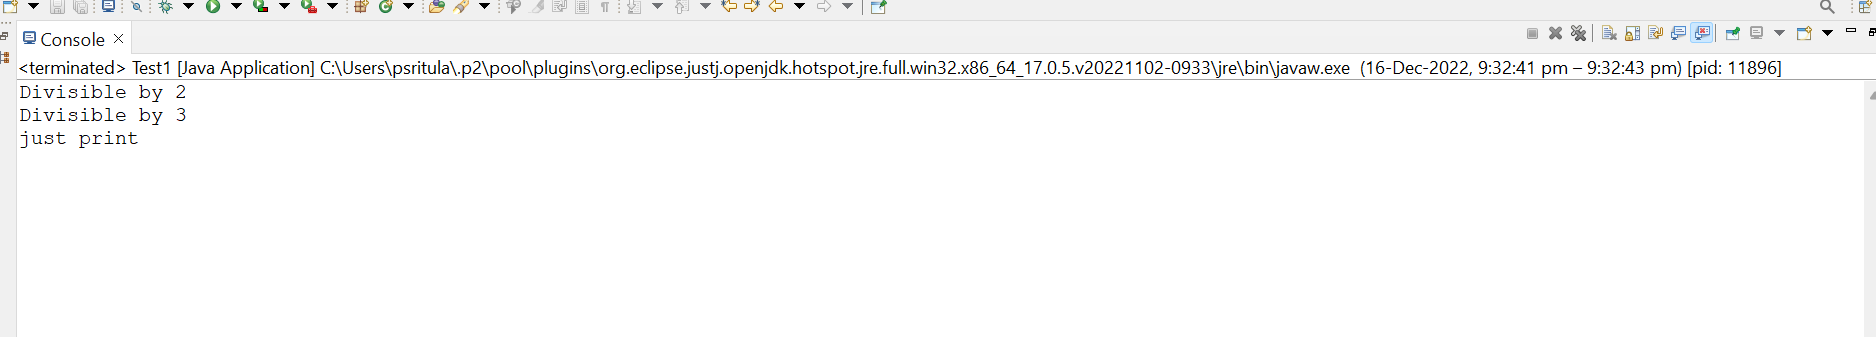 Console
<terminated> Test1 [Java Application] C:\Users\psritula\.p2\pool\plugins\org.eclipse.justj.openjdk.hotspot.jre.full.win32.x86_64_17.0.5.v20221102-0933\jre\bin\javaw.exe (16-Dec-2022, 9:32:41 pm – 9:32:43 pm) [pid: 11896]
Divisible by 2
Divisible by 3
just print